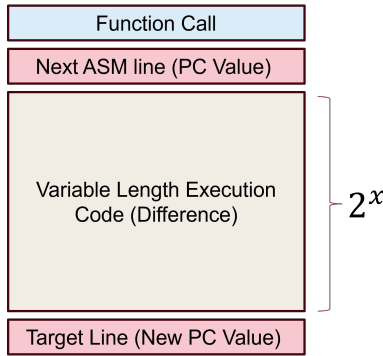 Function Call
Next ASM line (PC Value)
Variable Length Execution
Code (Difference)
2^x
Target Line (New PC Value)